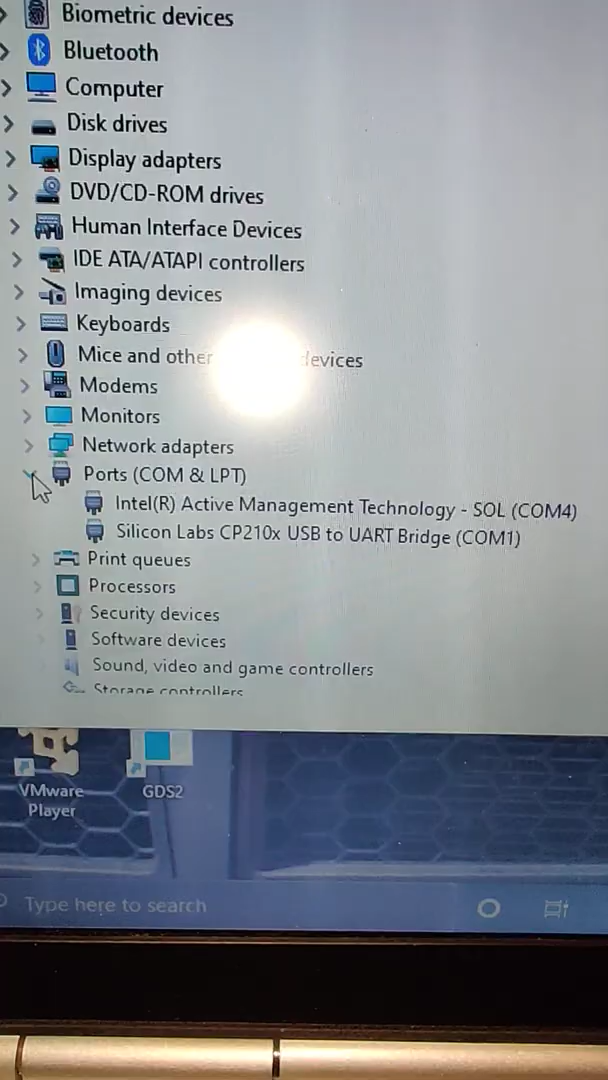 Biometric devices
Bluetooth
Computer
Disk drives
Display adapters
DVD/CD-ROM drives
Human Interface Devices
IDE ATA/ATAPI controllers
Imaging devices
Keyboards
Mice and other devices
Modems
Monitors
Network adapters
Ports (COM & LPT)
Intel(R) Active Management Technology - SOL (COM4)
Silicon Labs CP210x USB to UART Bridge (COM1)
Print queues
Processors
Security devices
Software devices
Sound, video and game controllers
Storage controllers
VMware Player
GDS2
Type here to search